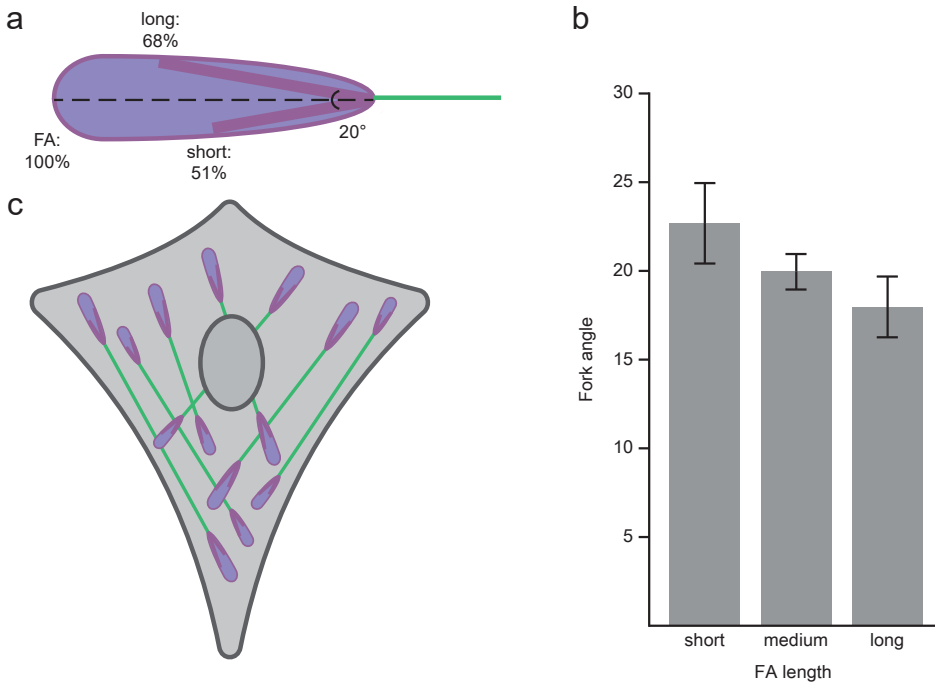 a
long:
68%
FA:
100%
short:
51%
20°
b
Fork angle
30
25
20
15
10
5
short medium long
FA length
c